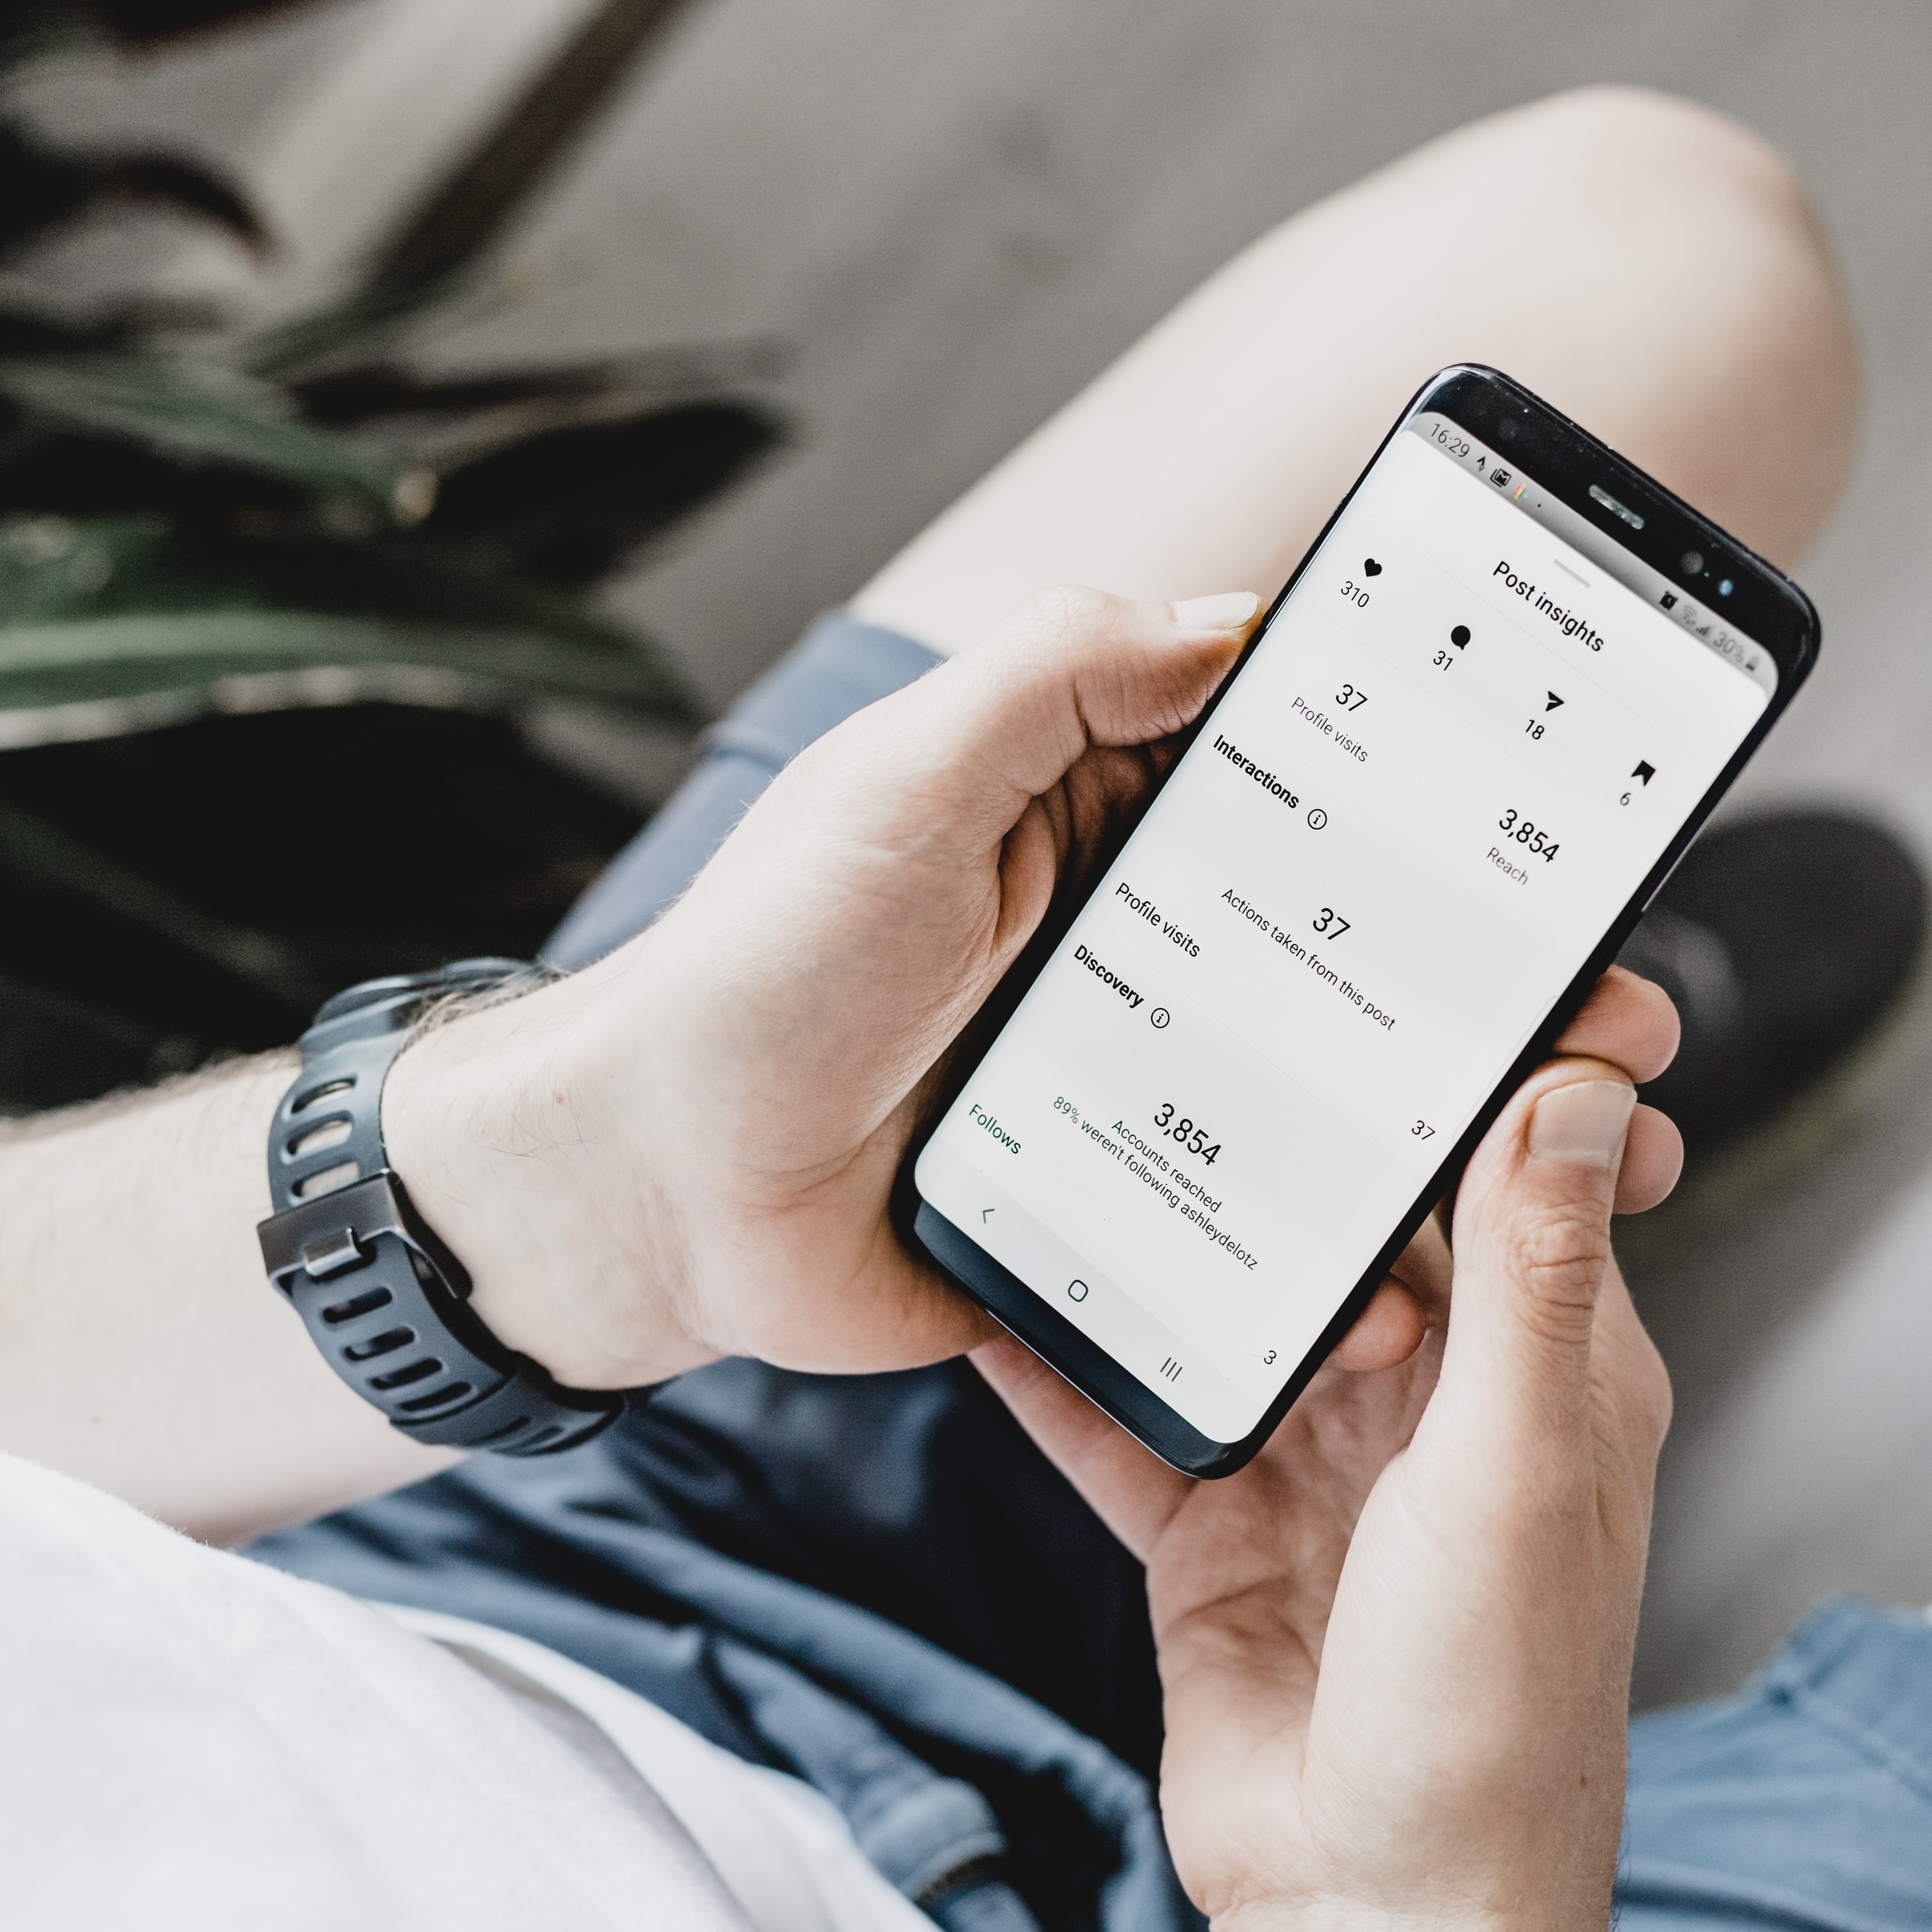 16:29
30%
Post insights
310
31
18
6
37
Profile visits
3,854
Reach
Interactions
37
Actions taken from this post
Profile visits
37
Discovery
3,854
Accounts reached
89% weren't following ashleydelotz
Follows
3